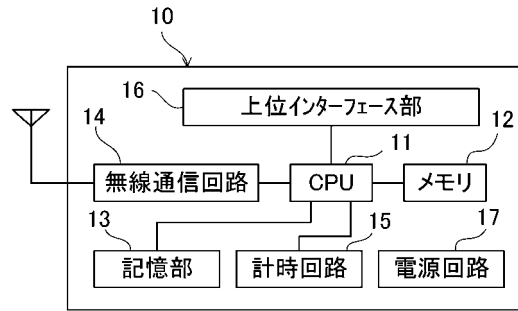 10
16
上位インターフェース部
14
11
12
無線通信回路
CPU
メモリ
13
15
17
記憶部
計時回路
電源回路